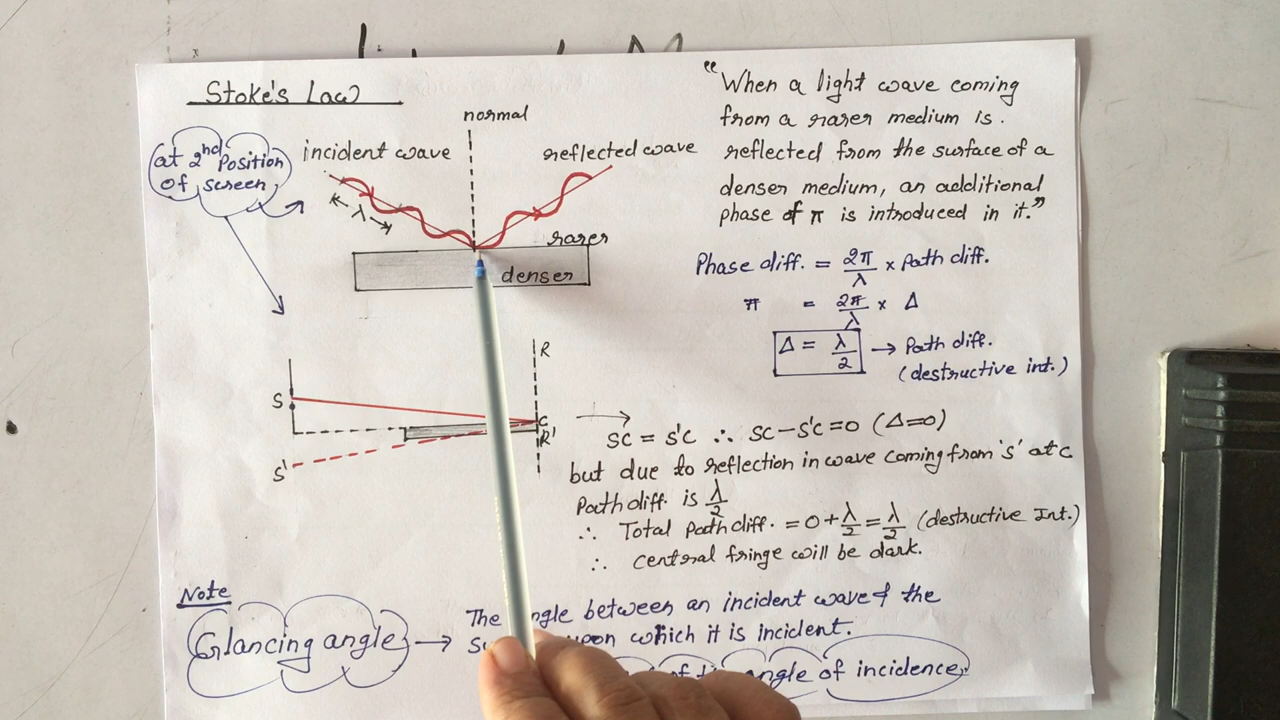 Stoke's Law
at 2nd Position
of screen
incident wave
normal
reflected wave
λ
rarer
denser
"When a light wave coming
from a rarer medium is.
reflected from the surface of a
denser medium, an additional
phase of π is introduced in it."
Phase diff. = 2π/λ × Path diff.
π = 2π/λ × Δ
Δ = λ/2 → Path diff.
(destructive int.)
R
S
C
R'
S'
SC = S'C ∴ SC-S'C=0 (Δ=0)
but due to reflection in wave coming from 's' at c
Path diff. is λ/2
∴ Total Path diff. = 0+λ/2=λ/2 (destructive Int.)
∴ central fringe will be dark.
Note
Glancing angle →
The between an incident wave & the
upon which it is incident.
of angle of incidence.